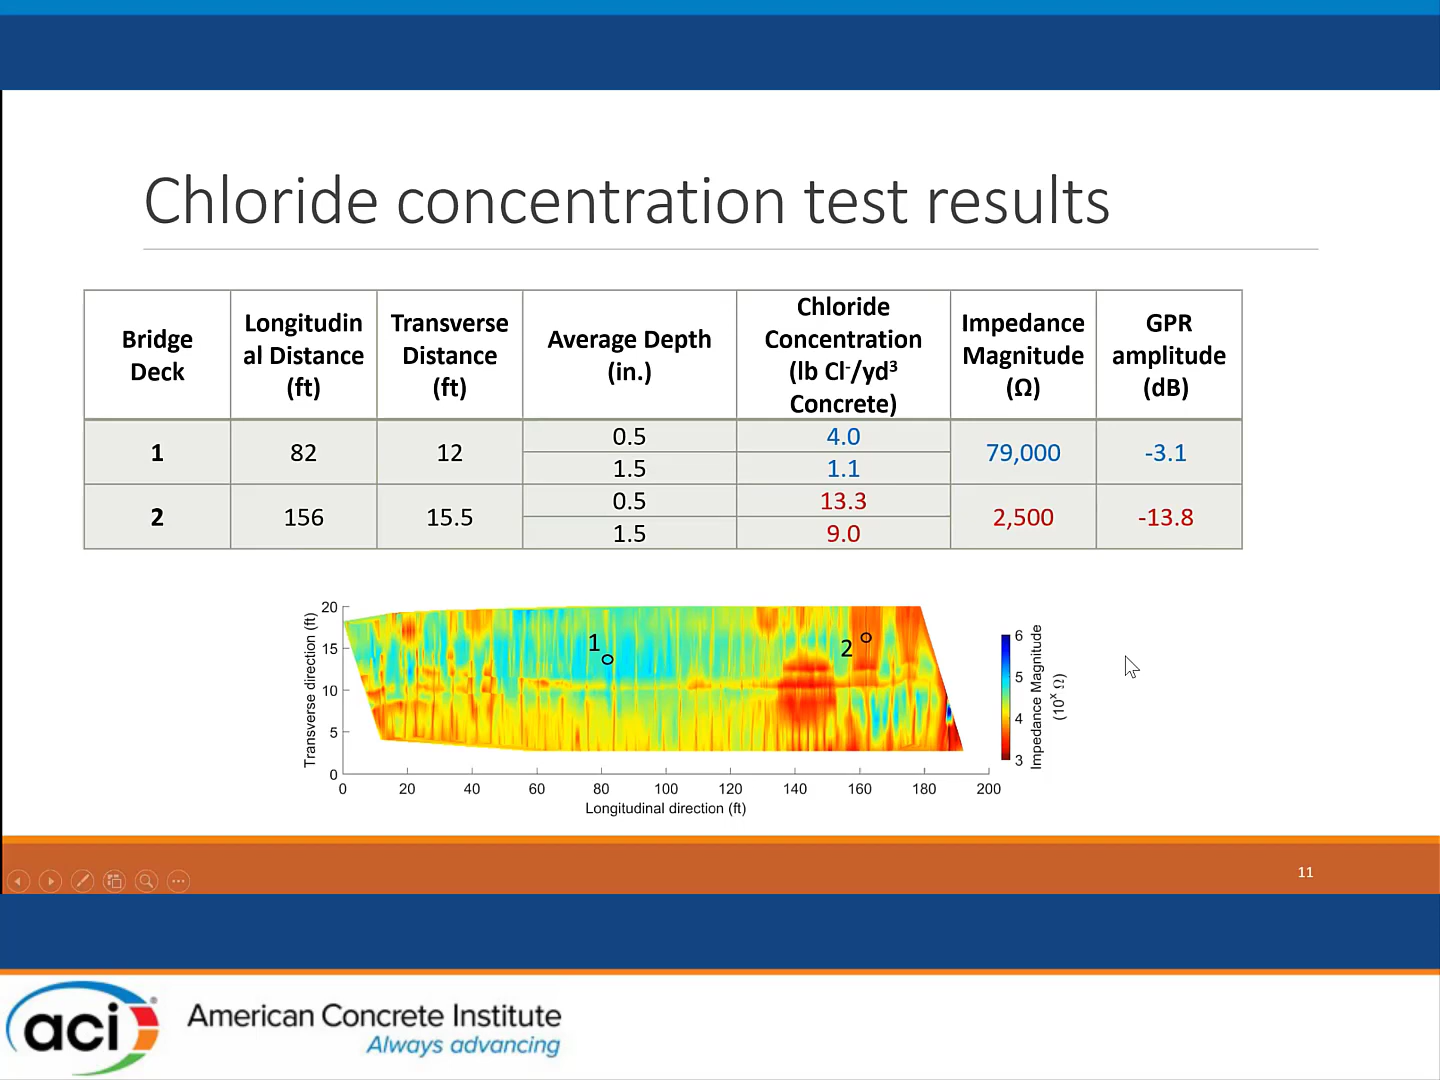 Chloride concentration test results
Bridge
Deck
Longitudin
al Distance
(ft)
Transverse
Distance
(ft)
Average Depth
(in.)
Chloride
Concentration
(lb Cl⁻/yd³
Concrete)
Impedance
Magnitude
(Ω)
GPR
amplitude
(dB)
1
82
12
0.5
4.0
79,000
-3.1
1.5
1.1
2
156
15.5
0.5
13.3
2,500
-13.8
1.5
9.0
Transverse direction (ft)
20
15
10
5
0
1
2
0 20 40 60 80 100 120 140 160 180 200
Longitudinal direction (ft)
6
5
4
3
Impedance Magnitude
(10ˣ Ω)
11
aci
American Concrete Institute
Always advancing